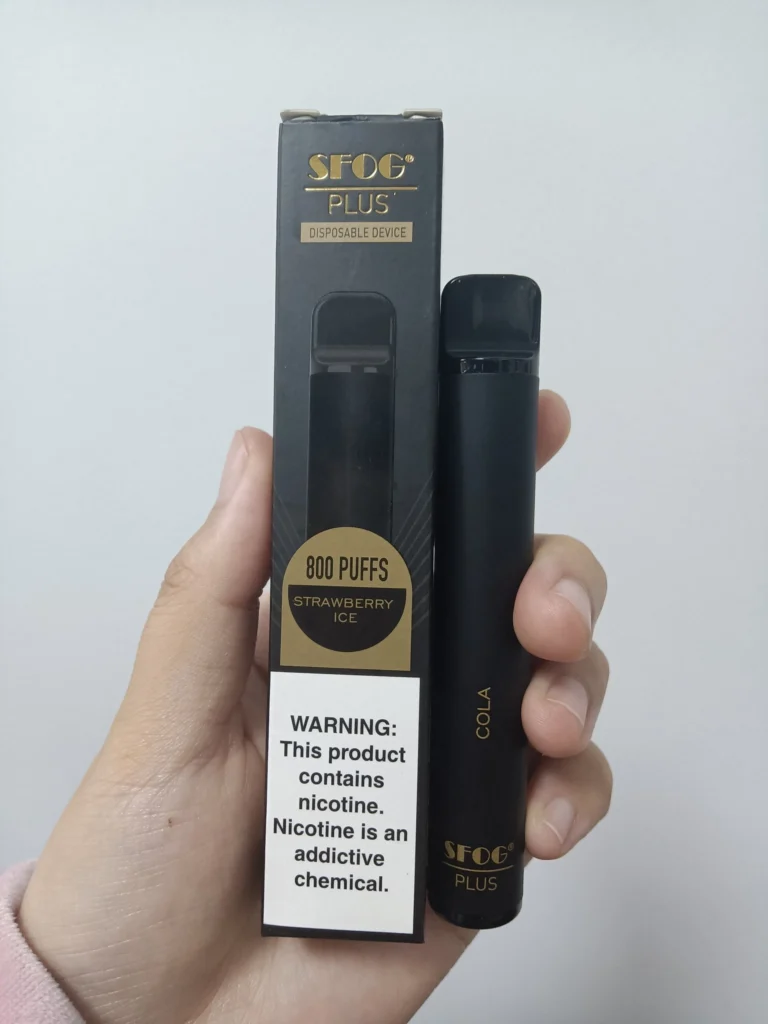 SFOG®
PLUS
DISPOSABLE DEVICE
800 PUFFS
STRAWBERRY
ICE
WARNING:
This product
contains
nicotine.
Nicotine is an
addictive
chemical.
COLA
SFOG®
PLUS